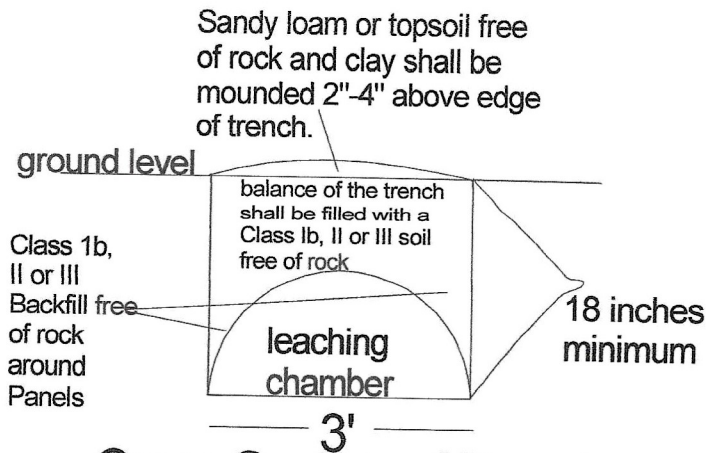 Sandy loam or topsoil free
of rock and clay shall be
mounded 2"-4" above edge
of trench.
ground level
balance of the trench
shall be filled with a
Class Ib, II or III soil
free of rock
Class 1b,
II or III
Backfill free
of rock
around
Panels
leaching
chamber
18 inches
minimum
3'